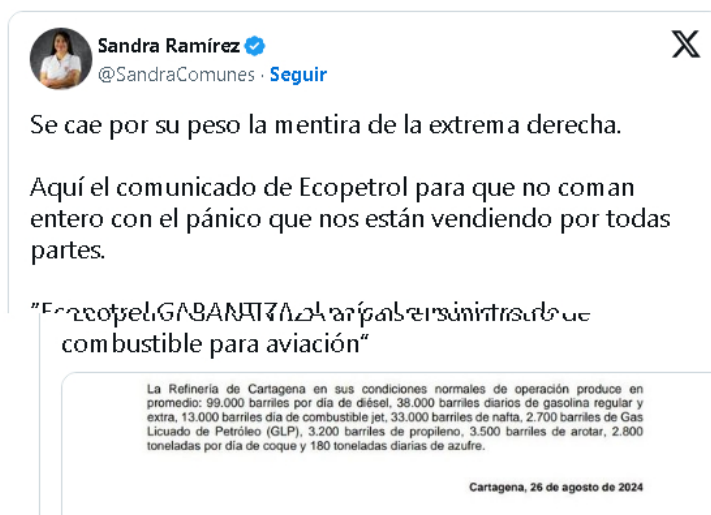 Sandra Ramírez
@SandraComunes · Seguir
Se cae por su peso la mentira de la extrema derecha.
Aquí el comunicado de Ecopetrol para que no coman
entero con el pánico que nos están vendiendo por todas
partes.
combustible para aviación“
La Refinería de Cartagena en sus condiciones normales de operación produce en
promedio: 99.000 barriles por día de diésel, 38.000 barriles diarios de gasolina regular y
extra, 13.000 barriles día de combustible jet, 33.000 barriles de nafta, 2.700 barriles de Gas
Licuado de Petróleo (GLP), 3.200 barriles de propileno, 3.500 barriles de arotar, 2.800
toneladas por día de coque y 180 toneladas diarias de azufre.
Cartagena, 26 de agosto de 2024